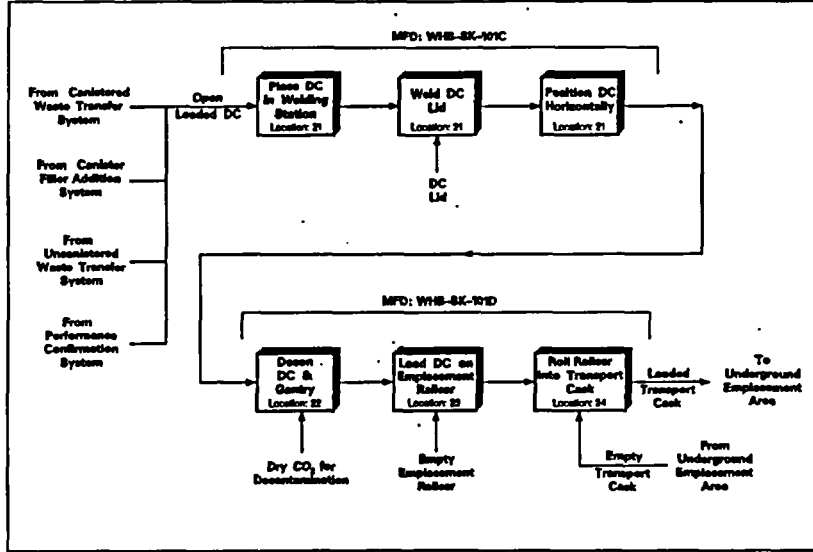 MFD: WHB-SK-101C
From Canistered
Waste Transfer
System
Open
Loaded DC
Place DC
In Welding
Station
Location: 21
Weld DC
Lid
Location: 21
Position DC
Horizontally
Location: 21
DC
Lid
From Canister
Filler Addition
System
From
Uncanistered
Waste Transfer
System
From
Performance
Confirmation
System
MFD: WHB-SK-101D
Decon
DC &
Gantry
Location: 22
Load DC on
Emplacement
Railcar
Location: 23
Roll Railcar
Into Transport
Cask
Location: 24
Loaded
Transport
Cask
To
Underground
Emplacement
Area
Dry CO₂ for
Decontamination
Empty
Emplacement
Railcar
Empty
Transport
Cask
From
Underground
Emplacement
Area